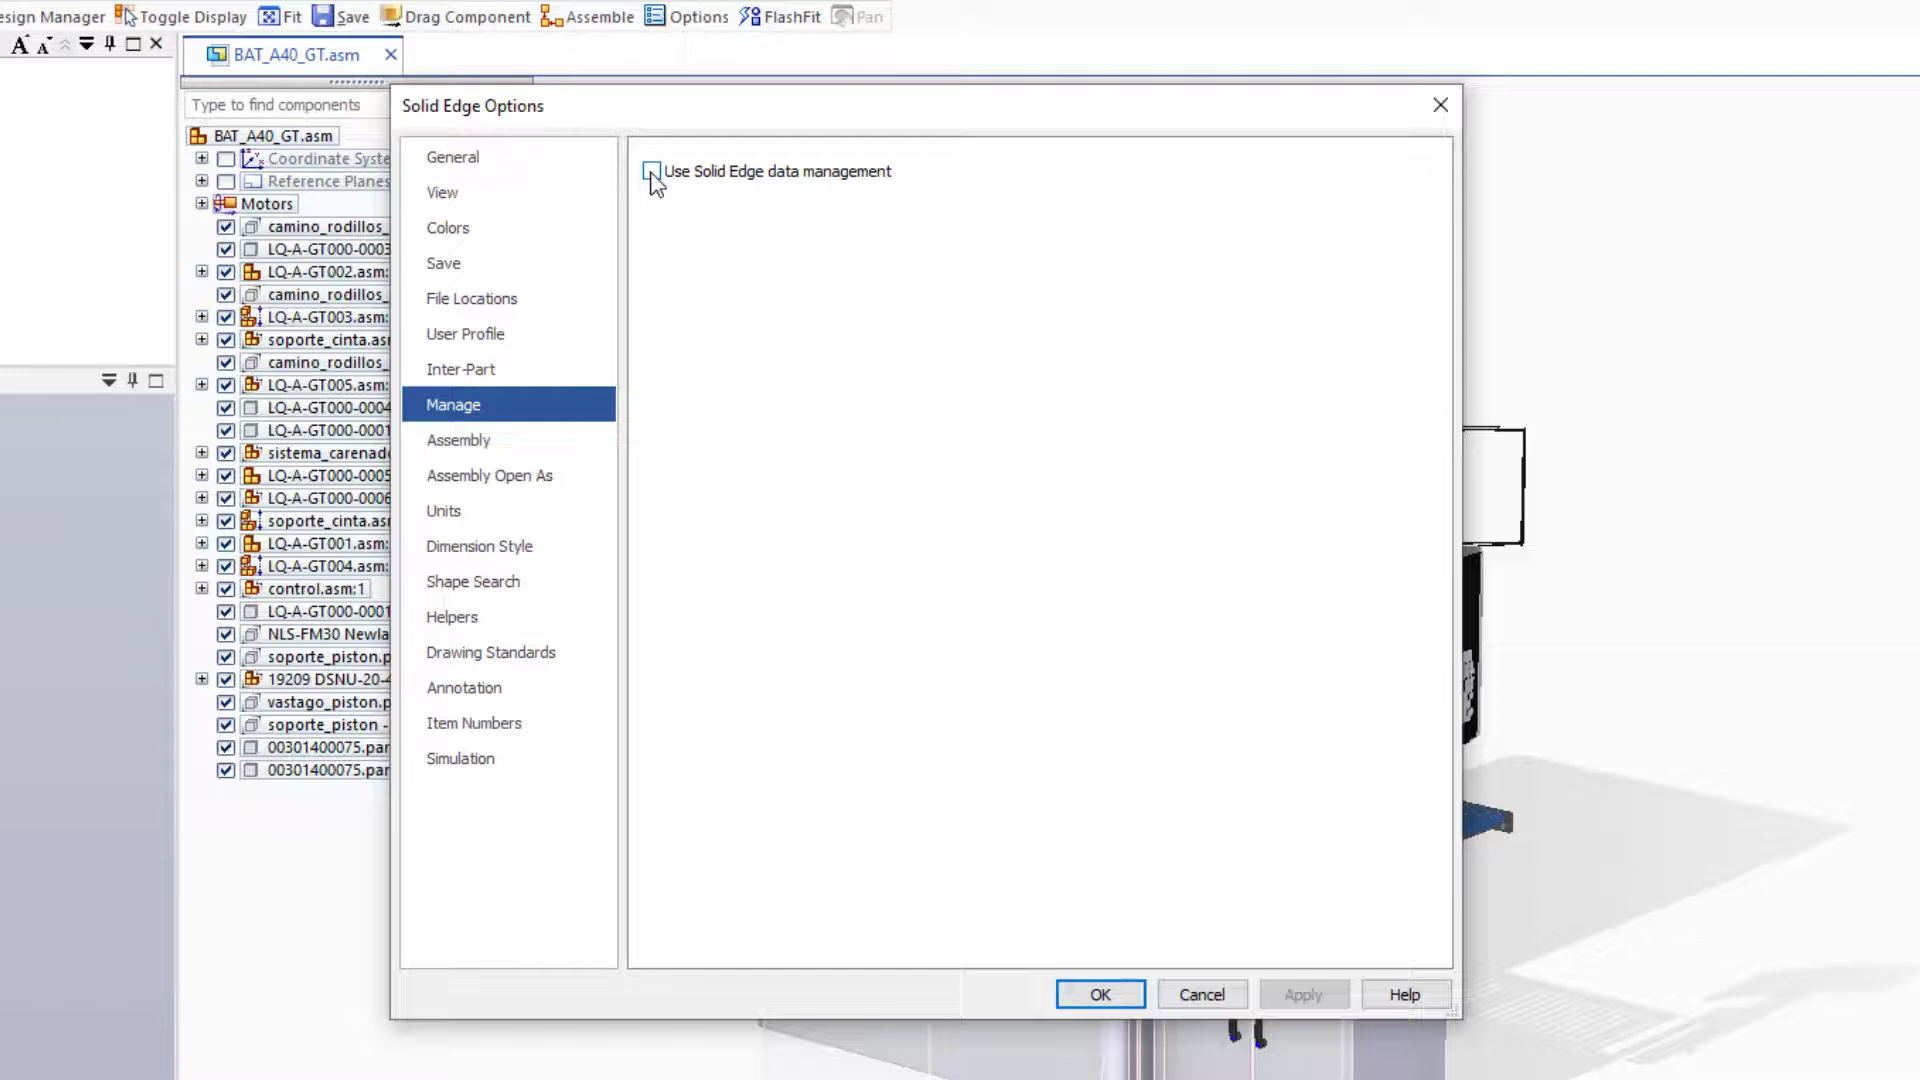 esign Manager Toggle Display Fit Save Drag Component Assemble Options FlashFit Pan
BAT_A40_GT.asm
Type to find components
BAT_A40_GT.asm
Coordinate Syste
Reference Planes
Motors
camino_rodillos_
LQ-A-GT000-0003
LQ-A-GT002.asm:
camino_rodillos_
LQ-A-GT003.asm:
soporte_cinta.asr
camino_rodillos_
LQ-A-GT005.asm:
LQ-A-GT000-0004
LQ-A-GT000-0001
sistema_carenado
LQ-A-GT000-0005
LQ-A-GT000-0006
soporte_cinta.asr
LQ-A-GT001.asm:
LQ-A-GT004.asm:
control.asm:1
LQ-A-GT000-0001
NLS-FM30 Newla
soporte_piston.p
19209 DSNU-20-4
vastago_piston.p
soporte_piston -
00301400075.par
00301400075.par
Solid Edge Options
General
View
Colors
Save
File Locations
User Profile
Inter-Part
Manage
Assembly
Assembly Open As
Units
Dimension Style
Shape Search
Helpers
Drawing Standards
Annotation
Item Numbers
Simulation
Use Solid Edge data management
OK Cancel Apply Help